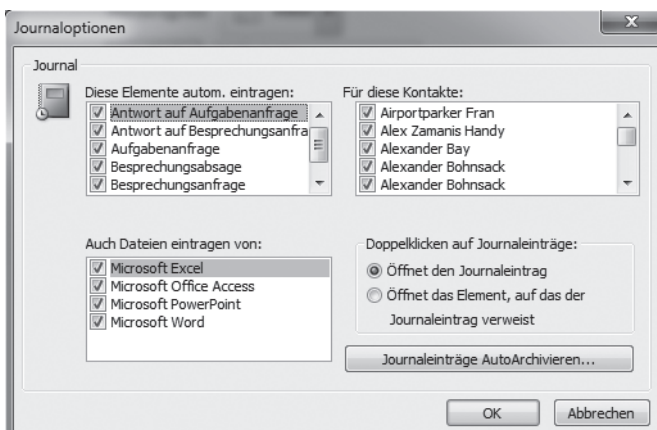 Journaloptionen
Journal
Diese Elemente autom. eintragen:
Antwort auf Aufgabenanfrage
Antwort auf Besprechungsanfra
Aufgabenanfrage
Besprechungsabsage
Besprechungsanfrage
Für diese Kontakte:
Airportparker Fran
Alex Zamanis Handy
Alexander Bay
Alexander Bohnsack
Alexander Bohnsack
Auch Dateien eintragen von:
Microsoft Excel
Microsoft Office Access
Microsoft PowerPoint
Microsoft Word
Doppelklicken auf Journaleinträge:
Öffnet den Journaleintrag
Öffnet das Element, auf das der
Journaleintrag verweist
Journaleinträge AutoArchivieren...
OK
Abbrechen